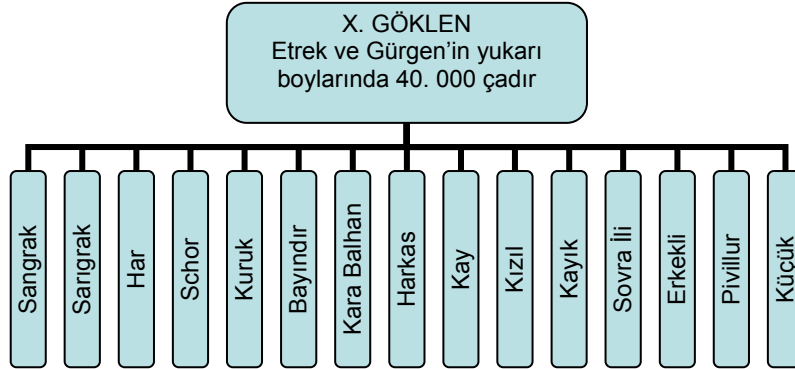 X. GÖKLEN
Etrek ve Gürgen’in yukarı
boylarında 40. 000 çadır
Sangrak
Sarıgrak
Har
Schor
Kuruk
Bayındır
Kara Balhan
Harkas
Kay
Kızıl
Kayık
Sovra İli
Erkekli
Pivillur
Küçük